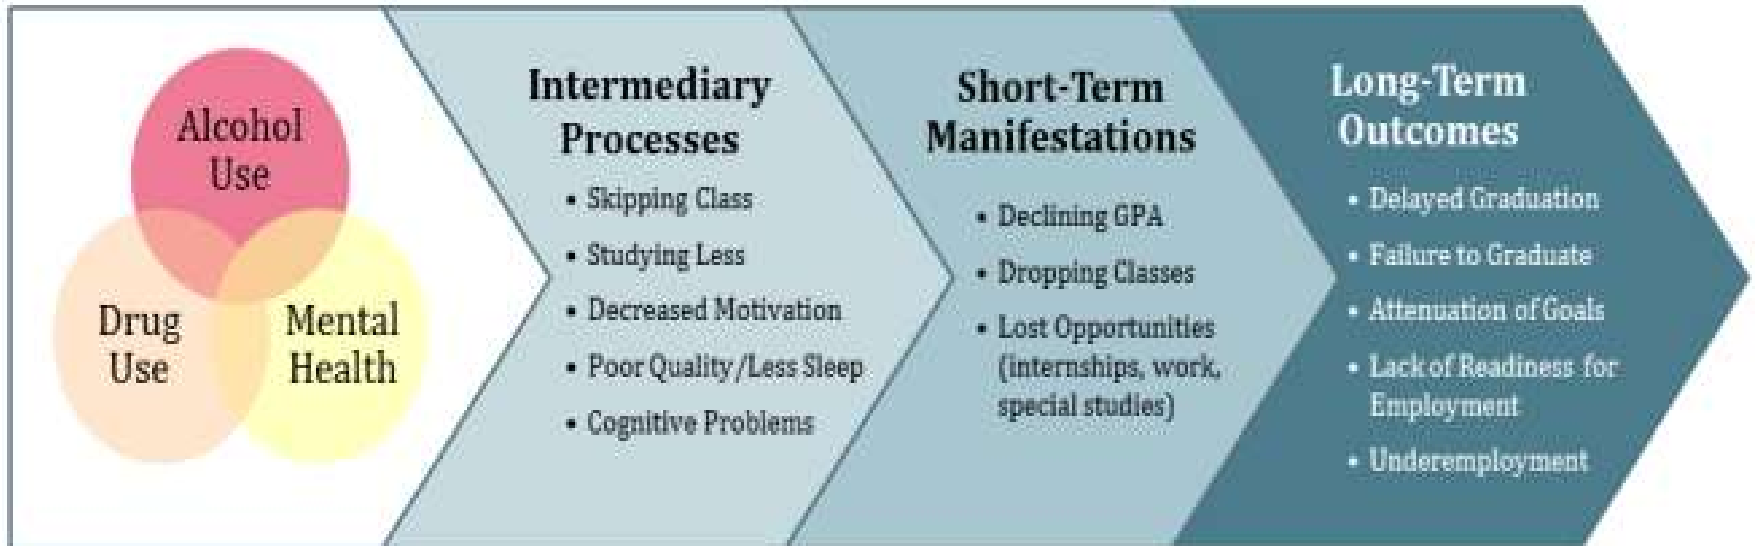 Alcohol
Use
Drug
Use
Mental
Health
Intermediary
Processes
• Skipping Class
• Studying Less
• Decreased Motivation
• Poor Quality/Less Sleep
• Cognitive Problems
Short-Term
Manifestations
• Declining GPA
• Dropping Classes
• Lost Opportunities
(internships, work,
special studies)
Long-Term
Outcomes
• Delayed Graduation
• Failure to Graduate
• Attenuation of Goals
• Lack of Readiness for
Employment
• Underemployment